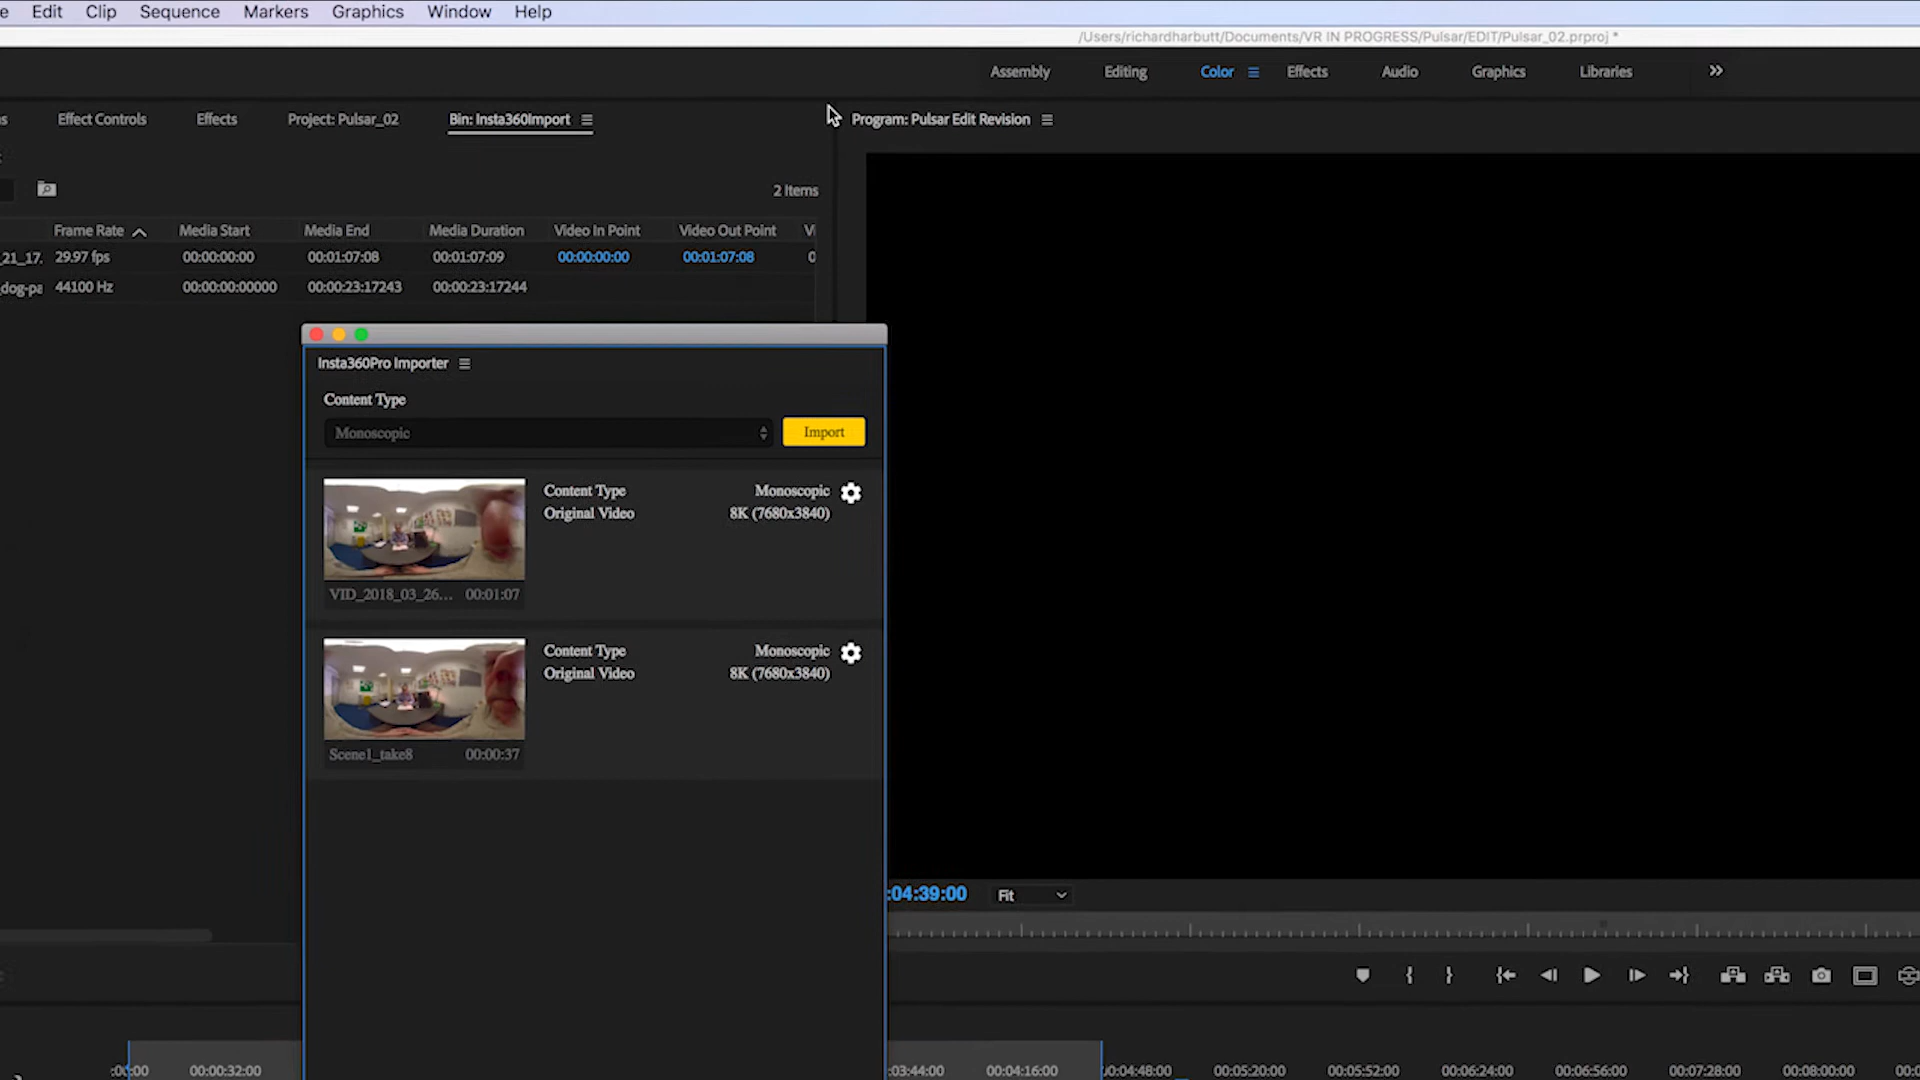 Edit Clip Sequence Markers Graphics Window Help
/Users/richardharbutt/Documents/VR IN PROGRESS/Pulsar/EDIT/Pulsar_02.prproj *
Assembly Editing Color Effects Audio Graphics Libraries
Effect Controls Effects Project: Pulsar_02 Bin: Insta360Import Program: Pulsar Edit Revision
2 Items
Frame Rate Media Start Media End Media Duration Video In Point Video Out Point
_21_17. 29.97 fps 00:00:00:00 00:01:07:08 00:01:07:09 00:00:00:00 00:01:07:08
_dog-pa 44100 Hz 00:00:00:00000 00:00:23:17243 00:00:23:17244
Insta360Pro Importer
Content Type
Monoscopic Import
Content Type Monoscopic
Original Video 8K (7680x3840)
VID_2018_03_26... 00:01:07
Content Type Monoscopic
Original Video 8K (7680x3840)
Scene1_take8 00:00:37
:04:39:00 Fit
:00:00 00:00:32:00 :03:44:00 00:04:16:00 :04:48:00 00:05:20:00 00:05:52:00 00:06:24:00 00:06:56:00 00:07:28:00 00:08:00:00